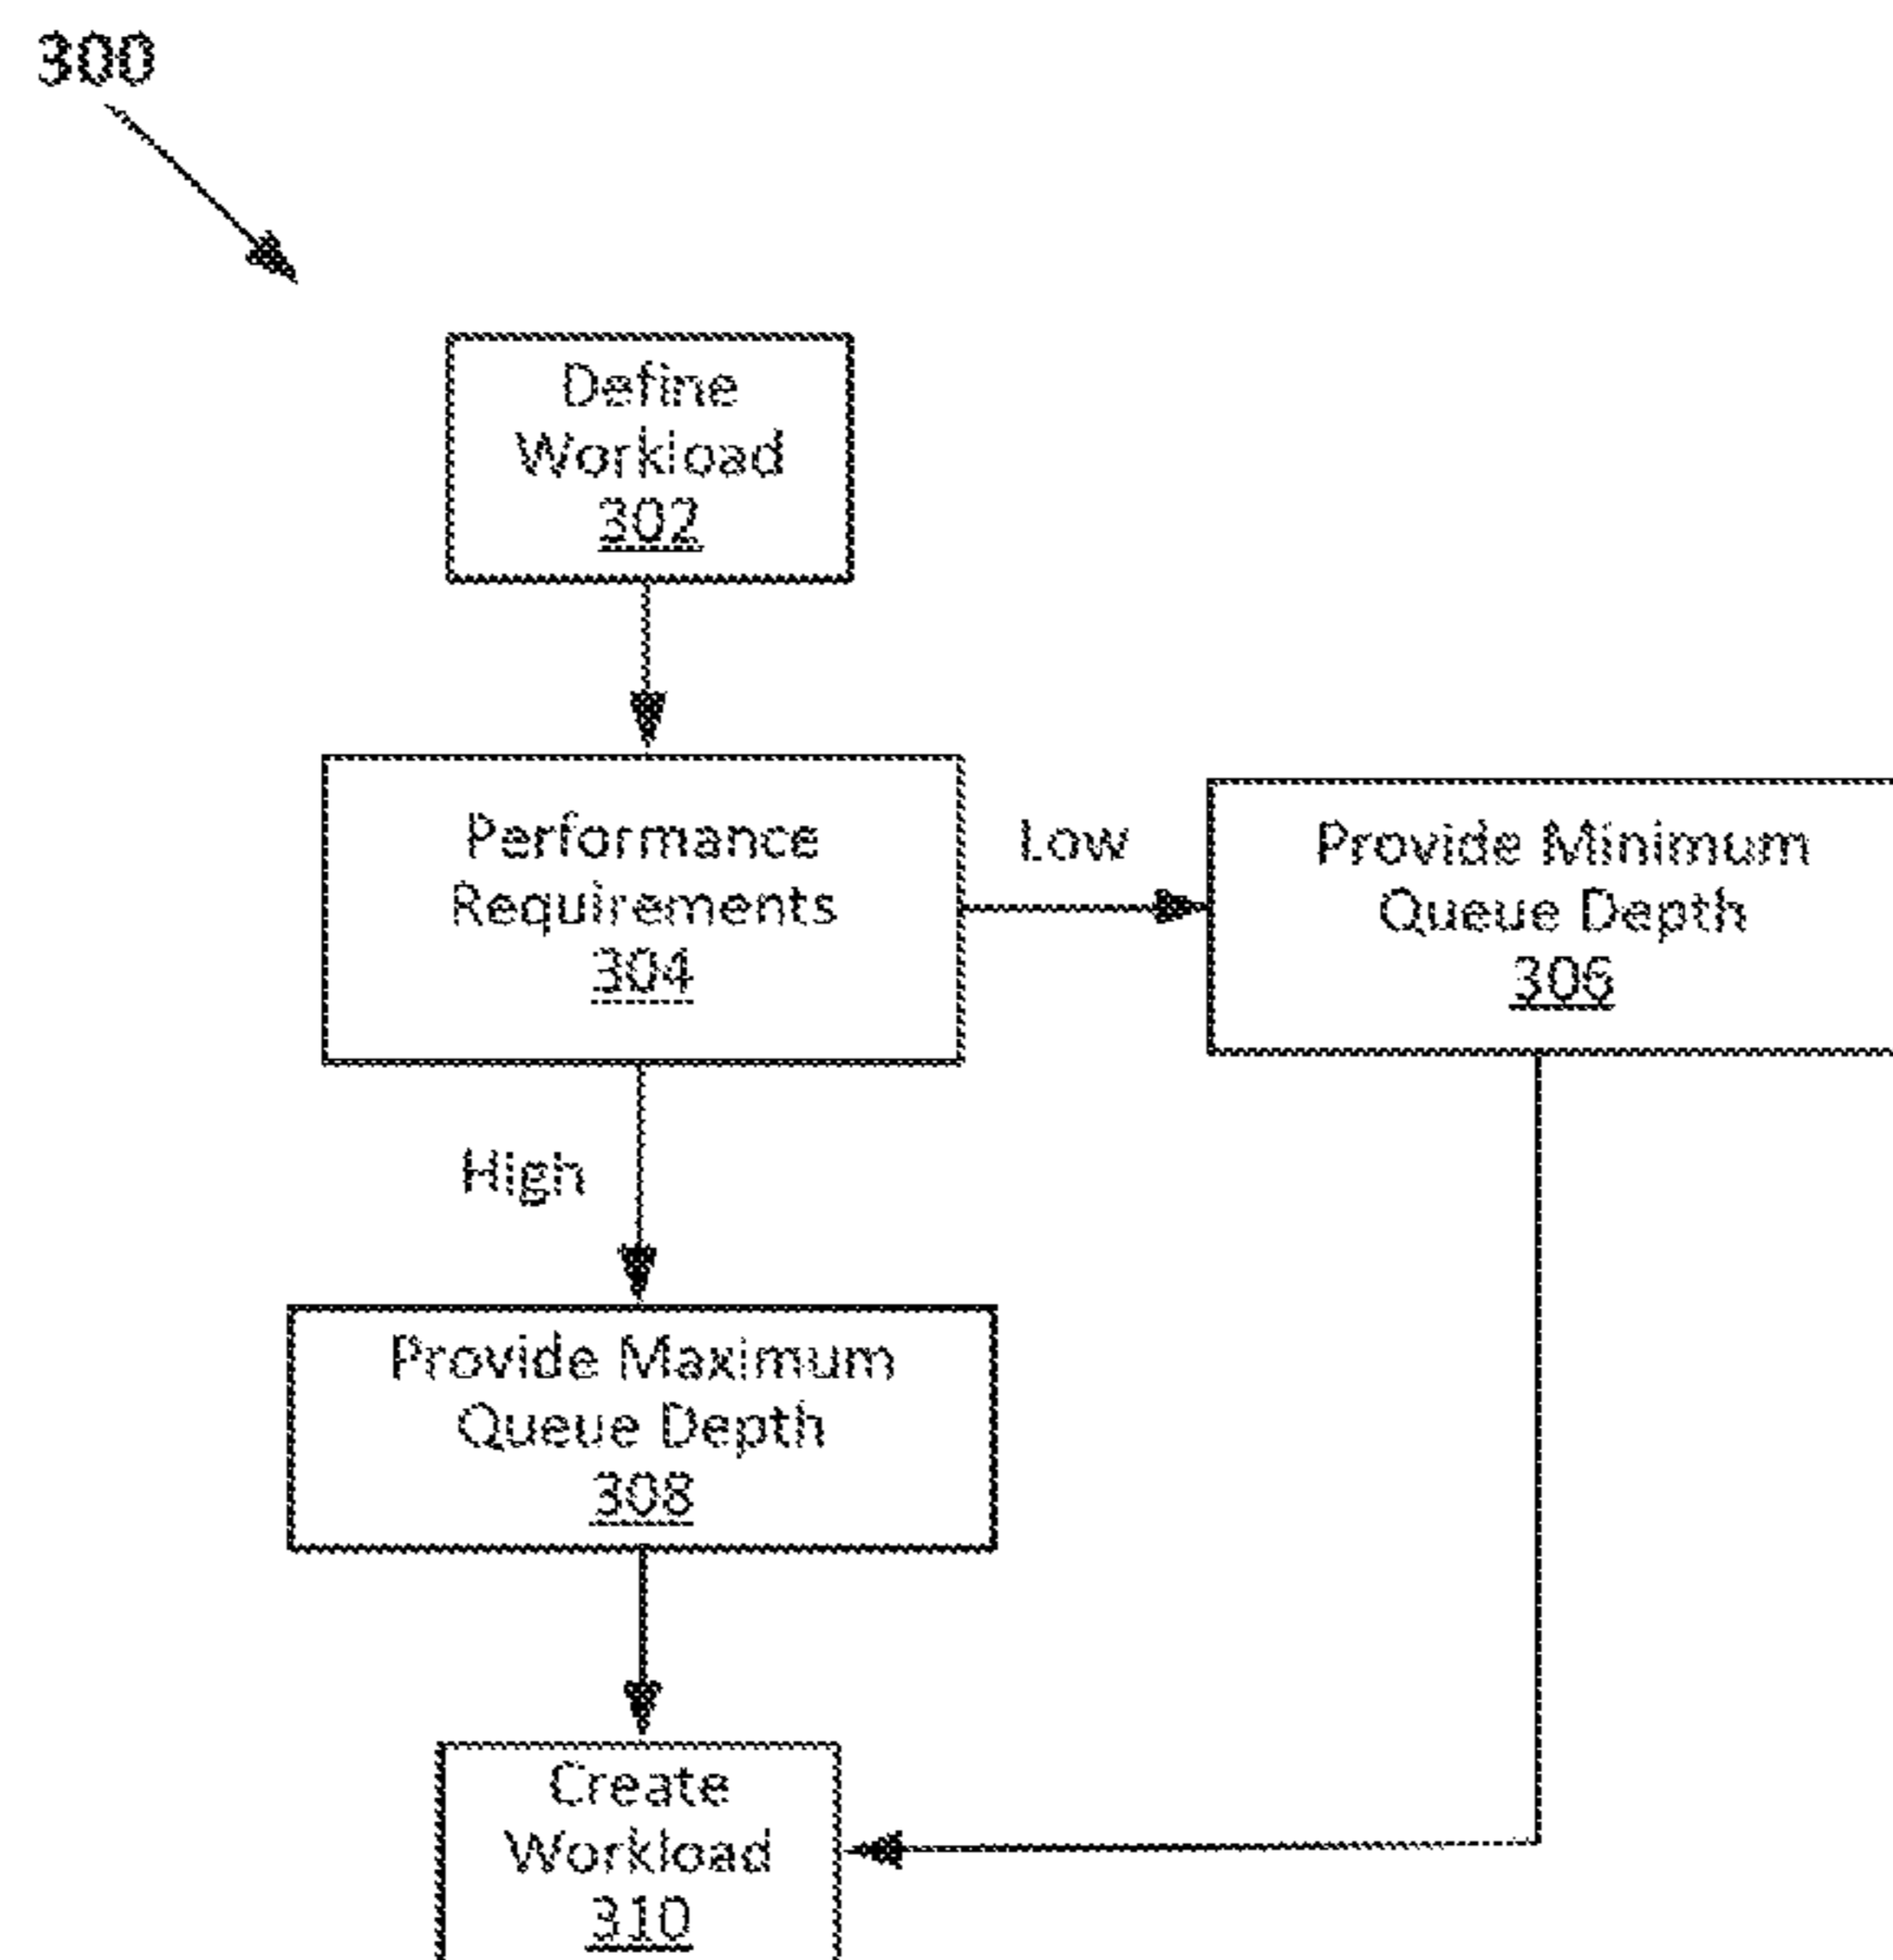 300
Define
Workload
302
Performance
Requirements
304
Low
Provide Minimum
Queue Depth
306
High
Provide Maximum
Queue Depth
308
Create
Workload
310